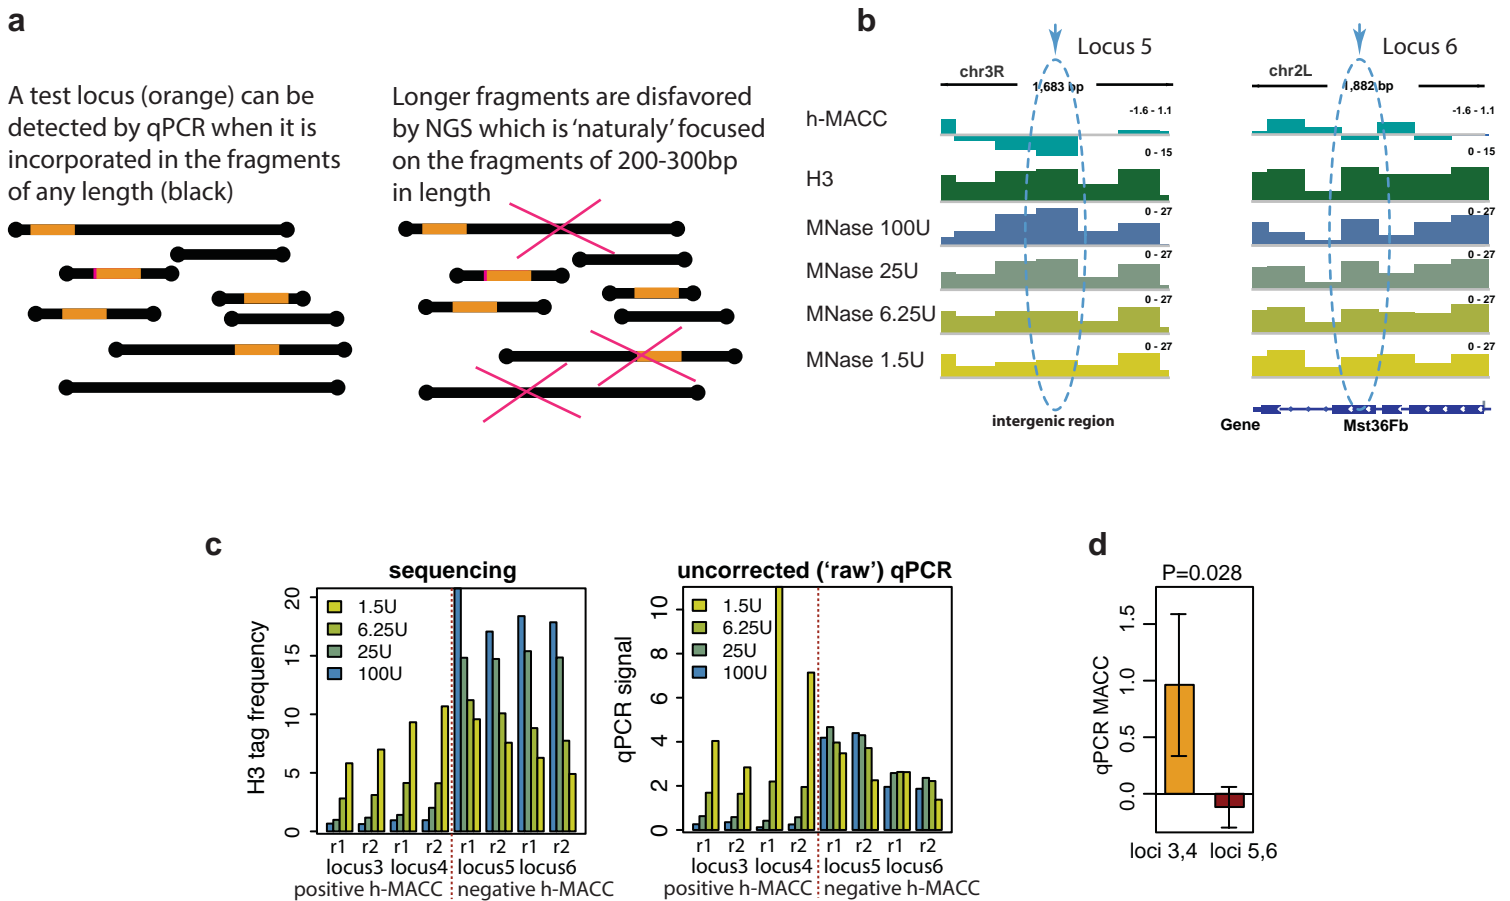 a
A test locus (orange) can be
detected by qPCR when it is
incorporated in the fragments
of any length (black)
Longer fragments are disfavored
by NGS which is ‘naturaly’ focused
on the fragments of 200-300bp
in length
b
Locus 5
Locus 6
chr3R
1,683 bp
chr2L
1,882 bp
h-MACC
-1.6 - 1.1
-1.6 - 1.1
0 - 15
0 - 15
H3
MNase 100U
0 - 27
0 - 27
MNase 25U
0 - 27
0 - 27
MNase 6.25U
0 - 27
0 - 27
MNase 1.5U
0 - 27
0 - 27
intergenic region
Gene
Mst36Fb
c
sequencing
H3 tag frequency
20
15
10
5
0
1.5U
6.25U
25U
100U
r1 r2 r1 r2 r1 r2 r1 r2
locus3 locus4 locus5 locus6
positive h-MACC negative h-MACC
uncorrected (‘raw’) qPCR
qPCR signal
10
8
6
4
2
0
1.5U
6.25U
25U
100U
r1 r2 r1 r2 r1 r2 r1 r2
locus3 locus4 locus5 locus6
positive h-MACC negative h-MACC
d
P=0.028
qPCR MACC
1.5
1.0
0.5
0.0
loci 3,4 loci 5,6